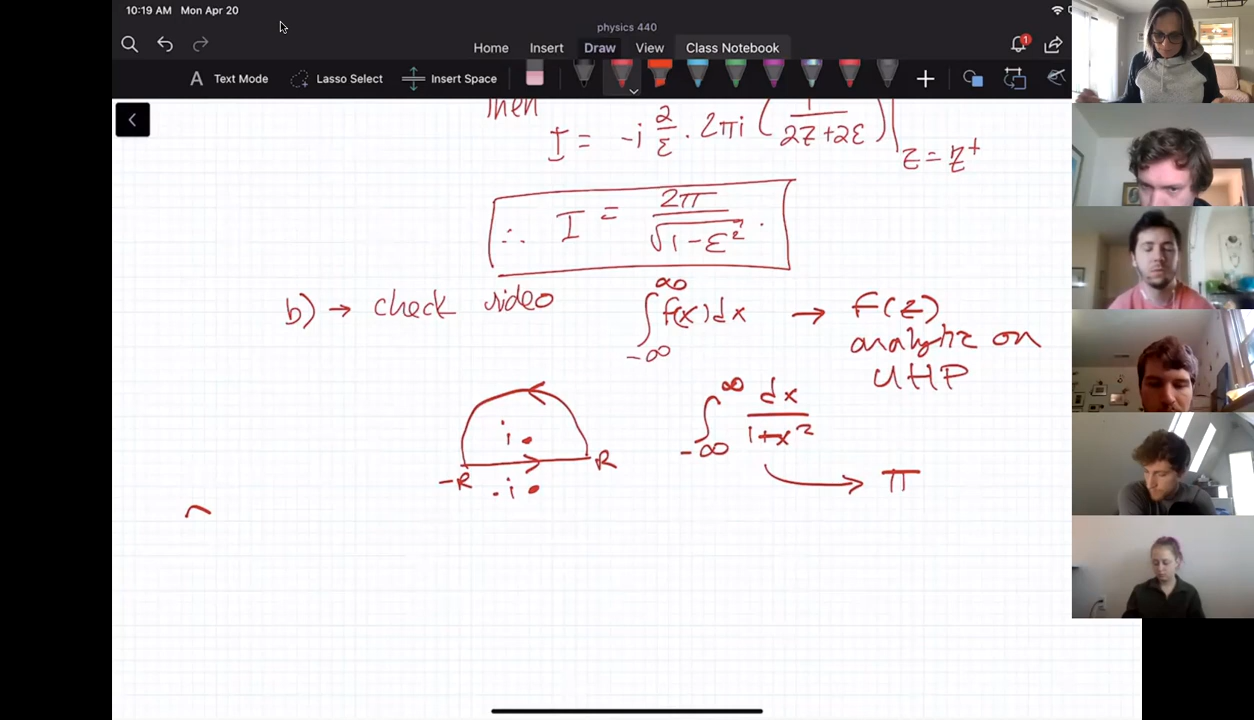 10:19 AM Mon Apr 20
physics 440
Home Insert Draw View Class Notebook
1
Text Mode Lasso Select Insert Space
Then
I = -i 2/ε · 2πi (1/(2z+2ε))|z=z+
∴ I = 2π/√(1-ε²) .
b) → check video ∫_{-∞}^{∞} f(x)dx → f(z)
analytic on
UHP
i
-R R
-i
∫_{-∞}^{∞} dx/(1+x²)
→ π